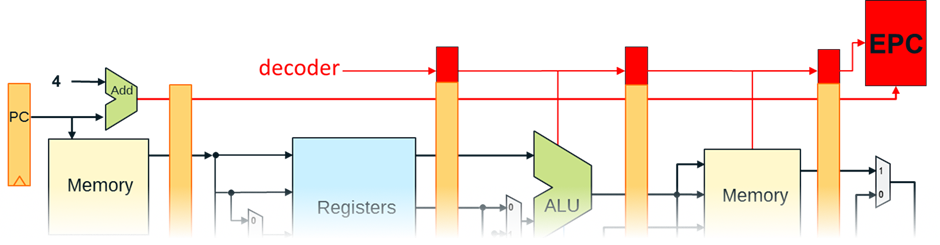 EPC
decoder
4
Add
PC
Memory
Registers
ALU
Memory
0
0
1
0